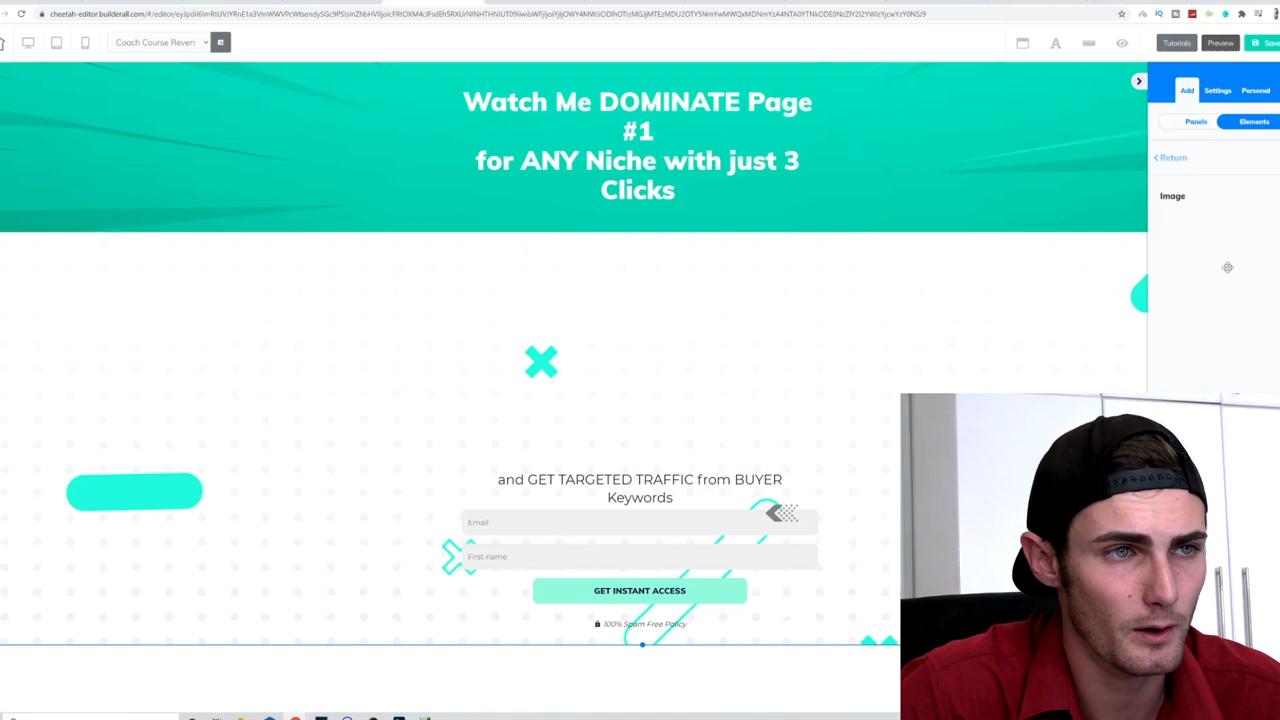 Coach Course Reverr
Tutorials
Preview
Save
Watch Me DOMINATE Page
#1
for ANY Niche with just 3
Clicks
Add
Settings
Personal
Panels
Elements
< Return
Image
and GET TARGETED TRAFFIC from BUYER
Keywords
Email
First name
GET INSTANT ACCESS
100% Spam Free Policy